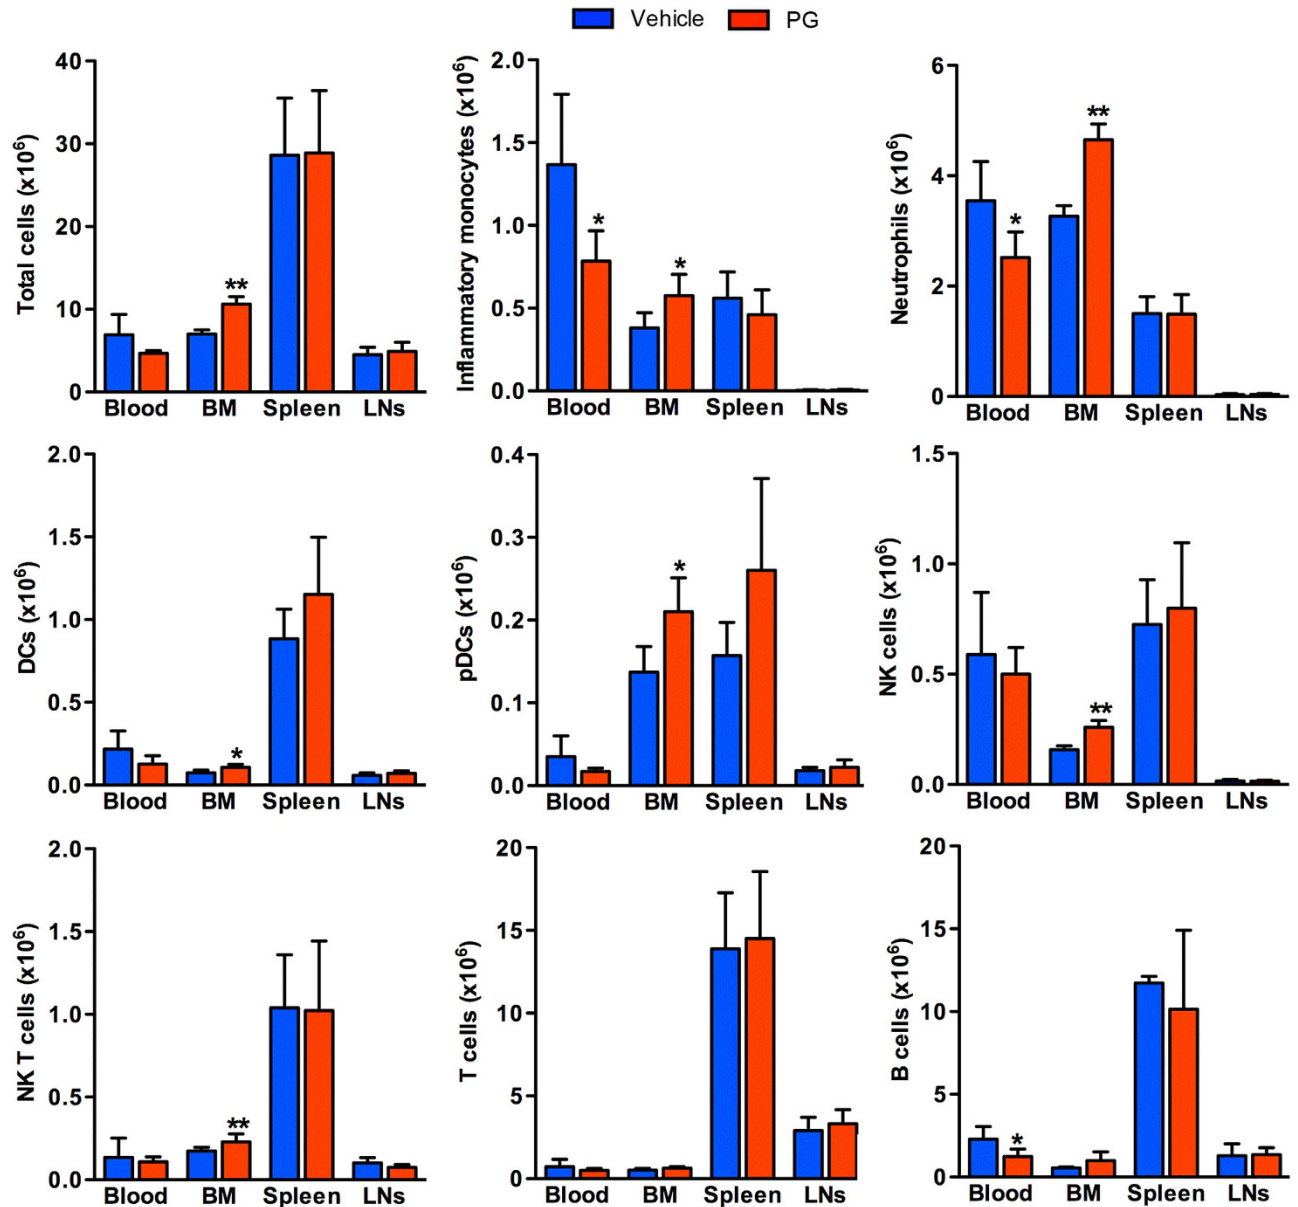 Vehicle PG
Total cells (x10⁶)
40
30
20
10
0
**
Blood BM Spleen LNs
Inflammatory monocytes (x10⁶)
2.0
1.5
1.0
0.5
0.0
* *
Blood BM Spleen LNs
Neutrophils (x10⁶)
6
4
2
0
* **
Blood BM Spleen LNs
DCs (x10⁶)
2.0
1.5
1.0
0.5
0.0
*
Blood BM Spleen LNs
pDCs (x10⁶)
0.4
0.3
0.2
0.1
0.0
*
Blood BM Spleen LNs
NK cells (x10⁶)
1.5
1.0
0.5
0.0
**
Blood BM Spleen LNs
NK T cells (x10⁶)
2.0
1.5
1.0
0.5
0.0
**
Blood BM Spleen LNs
T cells (x10⁶)
20
15
10
5
0
Blood BM Spleen LNs
B cells (x10⁶)
20
15
10
5
0
*
Blood BM Spleen LNs